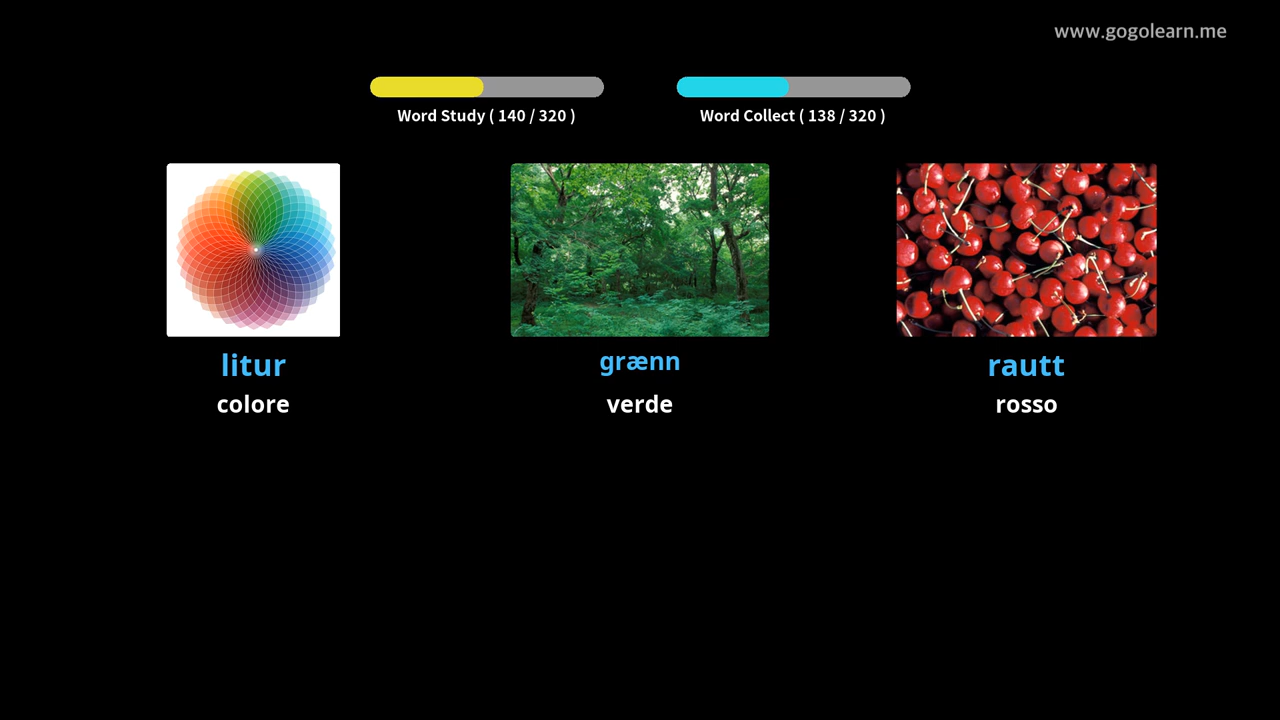 www.gogolearn.me
Word Study ( 140 / 320 )
Word Collect ( 138 / 320 )
litur
colore
grænn
verde
rautt
rosso